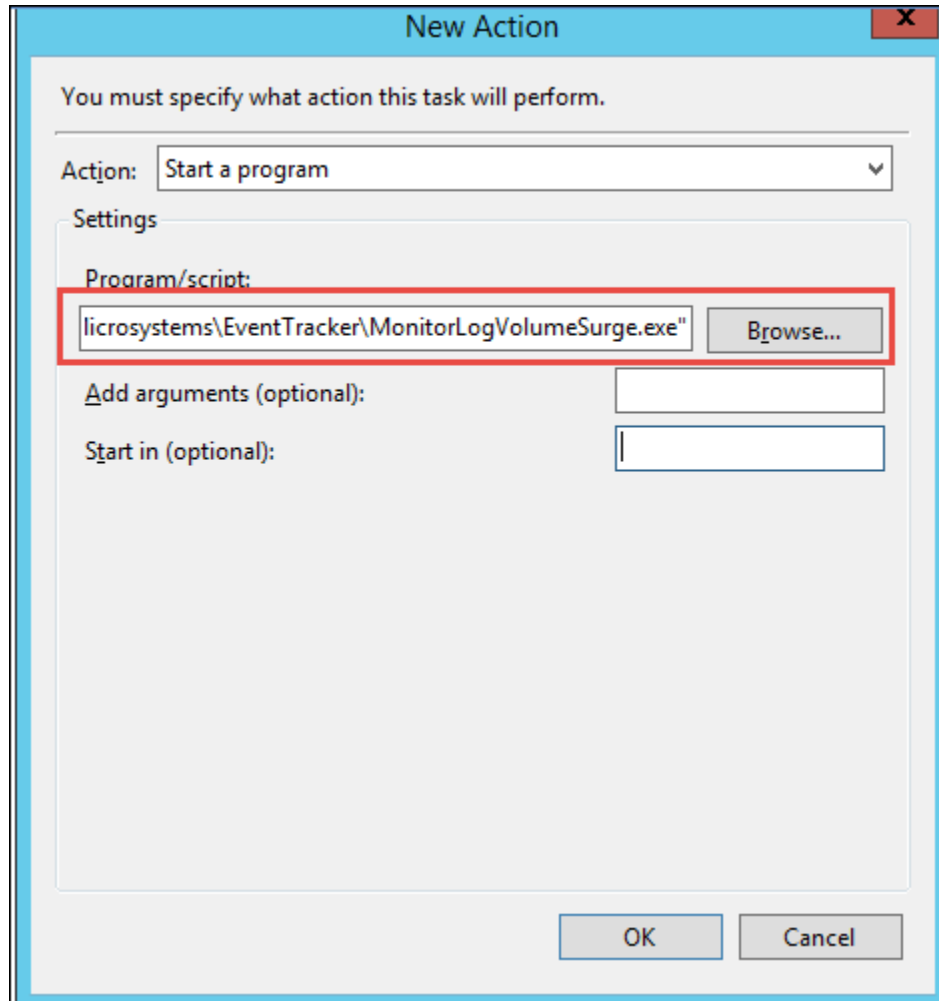 New Action
X
You must specify what action this task will perform.
Action: Start a program
Settings
Program/script:
licrosystems\EventTracker\MonitorLogVolumeSurge.exe" Browse...
Add arguments (optional):
Start in (optional):
OK Cancel